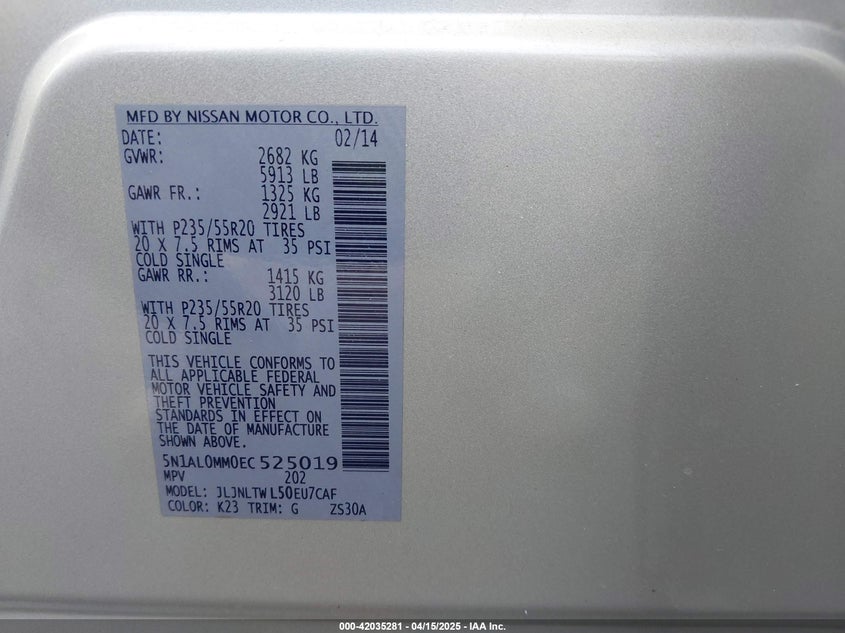 MFD BY NISSAN MOTOR CO., LTD.
DATE: 02/14
GVWR: 2682 KG
5913 LB
GAWR FR.: 1325 KG
2921 LB
WITH P235/55R20 TIRES
20 X 7.5 RIMS AT 35 PSI
COLD SINGLE
GAWR RR.: 1415 KG
3120 LB
WITH P235/55R20 TIRES
20 X 7.5 RIMS AT 35 PSI
COLD SINGLE
THIS VEHICLE CONFORMS TO
ALL APPLICABLE FEDERAL
MOTOR VEHICLE SAFETY AND
THEFT PREVENTION
STANDARDS IN EFFECT ON
THE DATE OF MANUFACTURE
SHOWN ABOVE.
5N1AL0MM0EC525019
MPV 202
MODEL: JLJNLTWL50EU7CAF
COLOR: K23 TRIM: G ZS30A
000-42035281 - 04/15/2025 - IAA Inc.